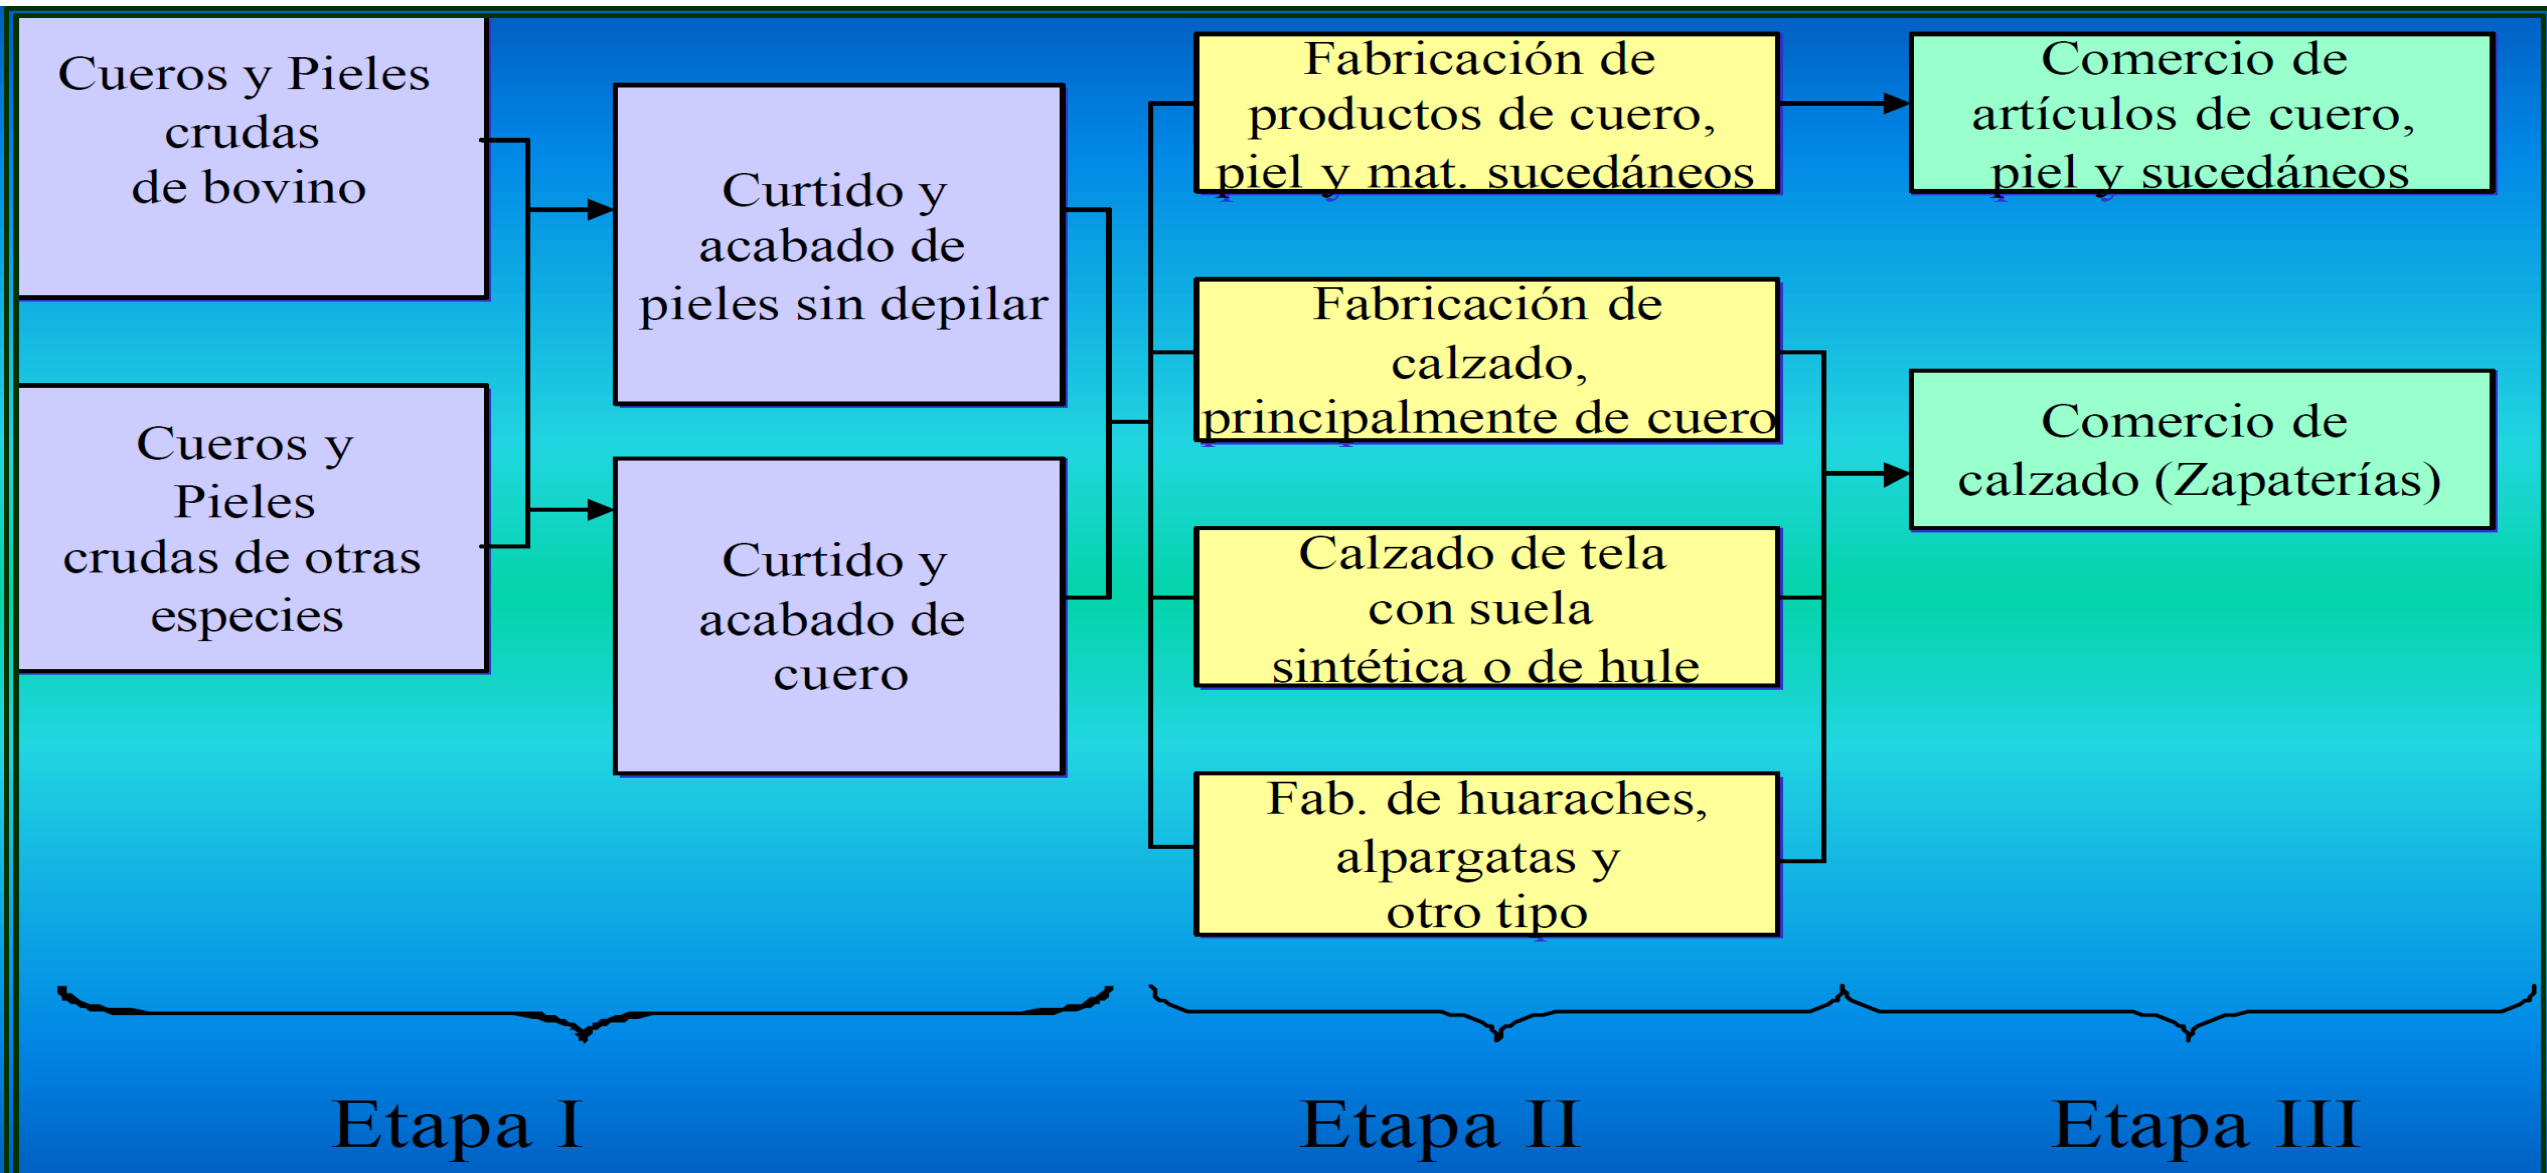 Cueros y Pieles
crudas
de bovino
Cueros y
Pieles
crudas de otras
especies
Curtido y
acabado de
pieles sin depilar
Curtido y
acabado de
cuero
Fabricación de
productos de cuero,
piel y mat. sucedáneos
Fabricación de
calzado,
principalmente de cuero
Calzado de tela
con suela
sintética o de hule
Fab. de huaraches,
alpargatas y
otro tipo
Comercio de
artículos de cuero,
piel y sucedáneos
Comercio de
calzado (Zapaterías)
Etapa I
Etapa II
Etapa III